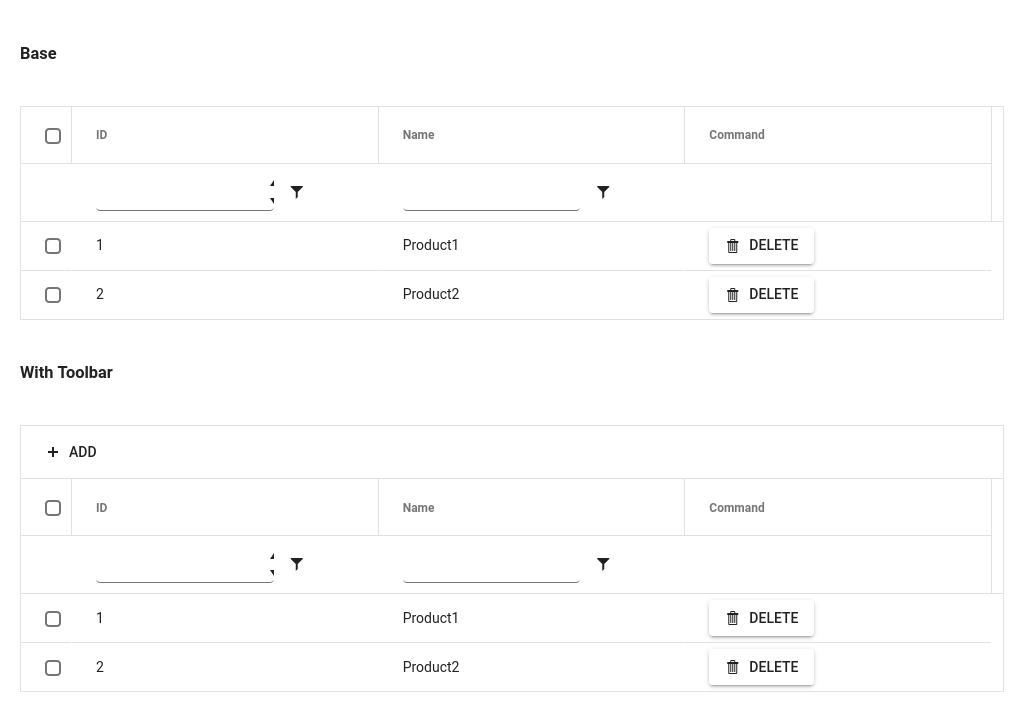 Base
ID Name Command
1 Product1 DELETE
2 Product2 DELETE
With Toolbar
ADD
ID Name Command
1 Product1 DELETE
2 Product2 DELETE